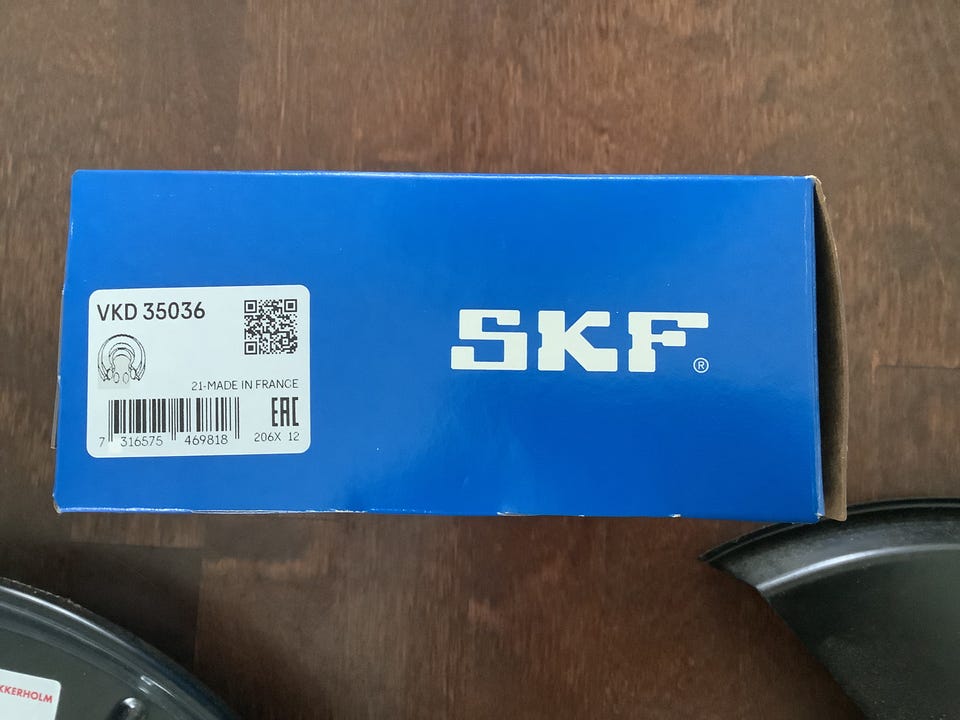 VKD 35036
21-MADE IN FRANCE
EAC
7 316575 469818
206X 12
SKF
®
KKERHOLM